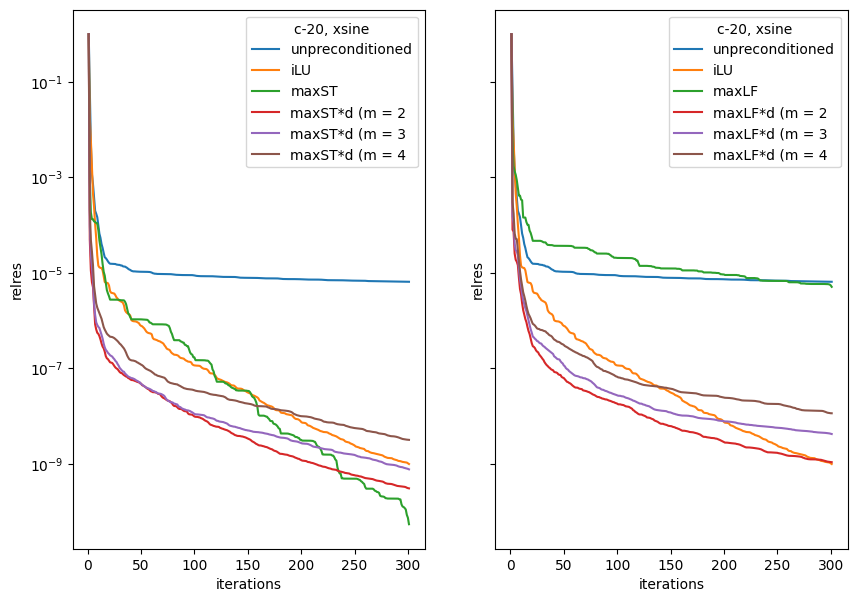 c-20, xsine
unpreconditioned
iLU
maxST
maxST*d (m = 2
maxST*d (m = 3
maxST*d (m = 4
relres
10⁻¹
10⁻³
10⁻⁵
10⁻⁷
10⁻⁹
0 50 100 150 200 250 300
iterations
c-20, xsine
unpreconditioned
iLU
maxLF
maxLF*d (m = 2
maxLF*d (m = 3
maxLF*d (m = 4
relres
0 50 100 150 200 250 300
iterations